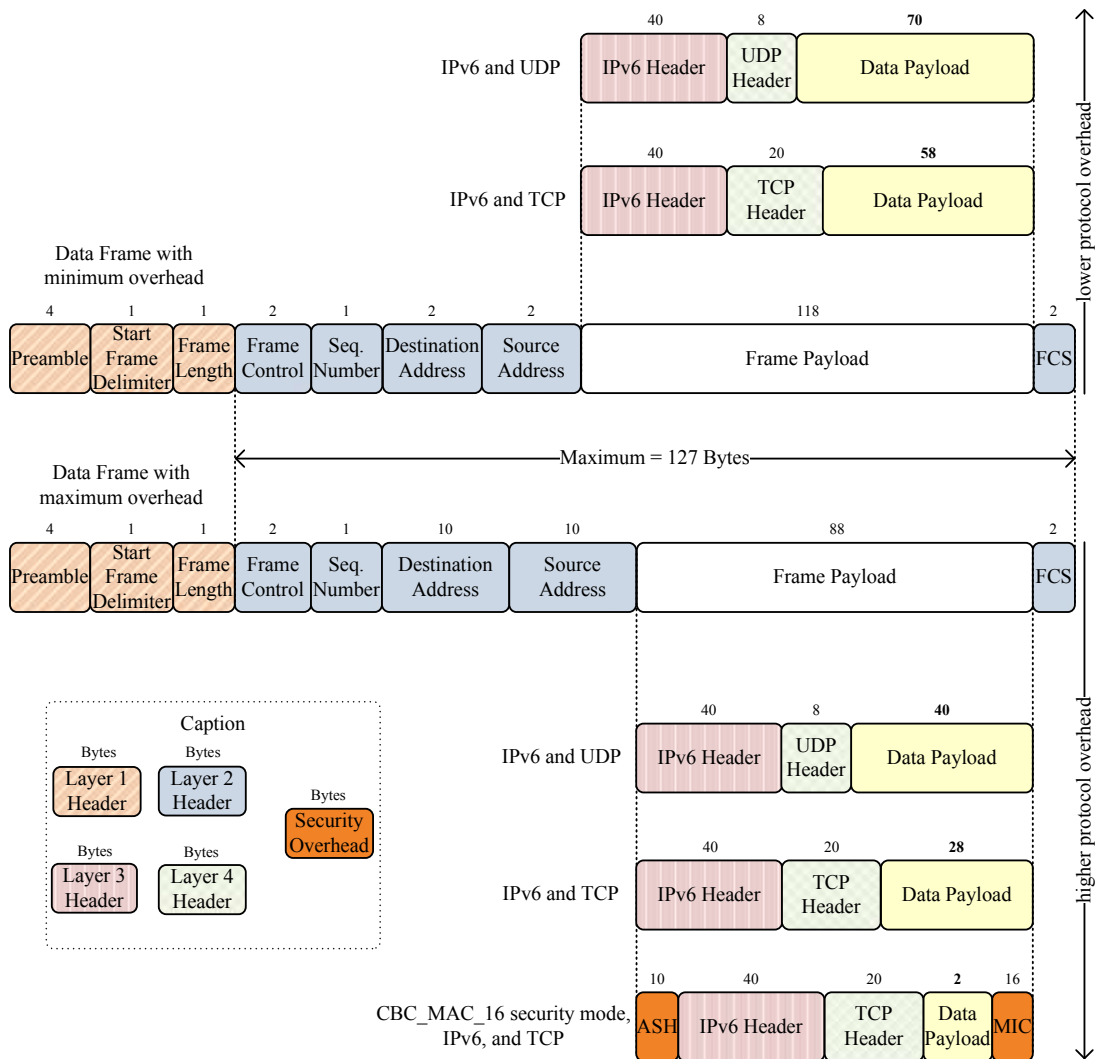 40 8 70
IPv6 and UDP IPv6 Header UDP Header Data Payload
40 20 58
IPv6 and TCP IPv6 Header TCP Header Data Payload
lower protocol overhead
Data Frame with
minimum overhead
4 1 1 2 1 2 2 118 2
Preamble Start Frame Delimiter Frame Length Frame Control Seq. Number Destination Address Source Address Frame Payload FCS
Maximum = 127 Bytes
Data Frame with
maximum overhead
4 1 1 2 1 10 10 88 2
Preamble Start Frame Delimiter Frame Length Frame Control Seq. Number Destination Address Source Address Frame Payload FCS
higher protocol overhead
40 8 40
IPv6 and UDP IPv6 Header UDP Header Data Payload
40 20 28
IPv6 and TCP IPv6 Header TCP Header Data Payload
10 40 20 2 16
CBC_MAC_16 security mode,
IPv6, and TCP
ASH IPv6 Header TCP Header Data Payload MIC
Caption
Bytes Bytes
Layer 1 Header Layer 2 Header
Bytes
Security Overhead
Bytes Bytes
Layer 3 Header Layer 4 Header